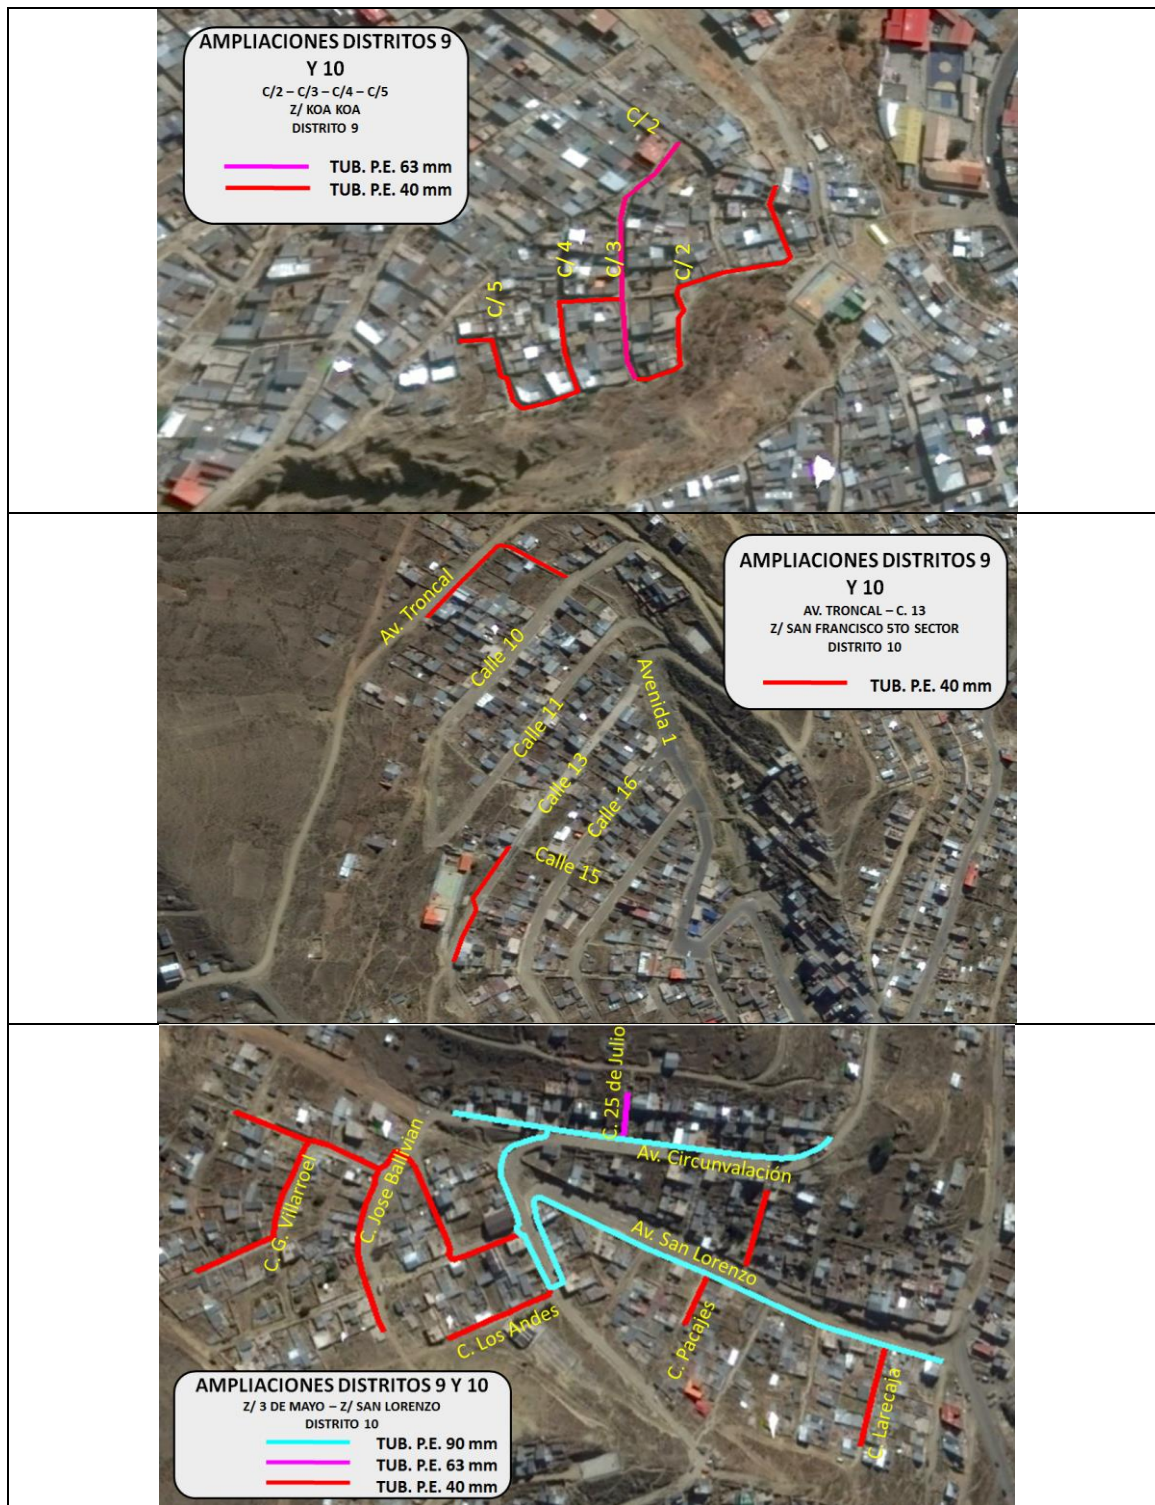 AMPLIACIONES DISTRITOS 9
Y 10
C/2 – C/3 – C/4 – C/5
Z/ KOA KOA
DISTRITO 9
TUB. P.E. 63 mm
TUB. P.E. 40 mm
C/ 2
C/ 4
C/ 3
C/ 2
C/ 5
AMPLIACIONES DISTRITOS 9
Y 10
AV. TRONCAL – C. 13
Z/ SAN FRANCISCO 5TO SECTOR
DISTRITO 10
TUB. P.E. 40 mm
Av. Troncal
Calle 10
Avenida 1
Calle 11
Calle 13
Calle 16
Calle 15
C. 25 de Julio
Av. Circunvalación
C. Jose Ballivian
C. G. Villarroel
Av. San Lorenzo
C. Los Andes
C. Pacajes
C. Larecaja
AMPLIACIONES DISTRITOS 9 Y 10
Z/ 3 DE MAYO – Z/ SAN LORENZO
DISTRITO 10
TUB. P.E. 90 mm
TUB. P.E. 63 mm
TUB. P.E. 40 mm